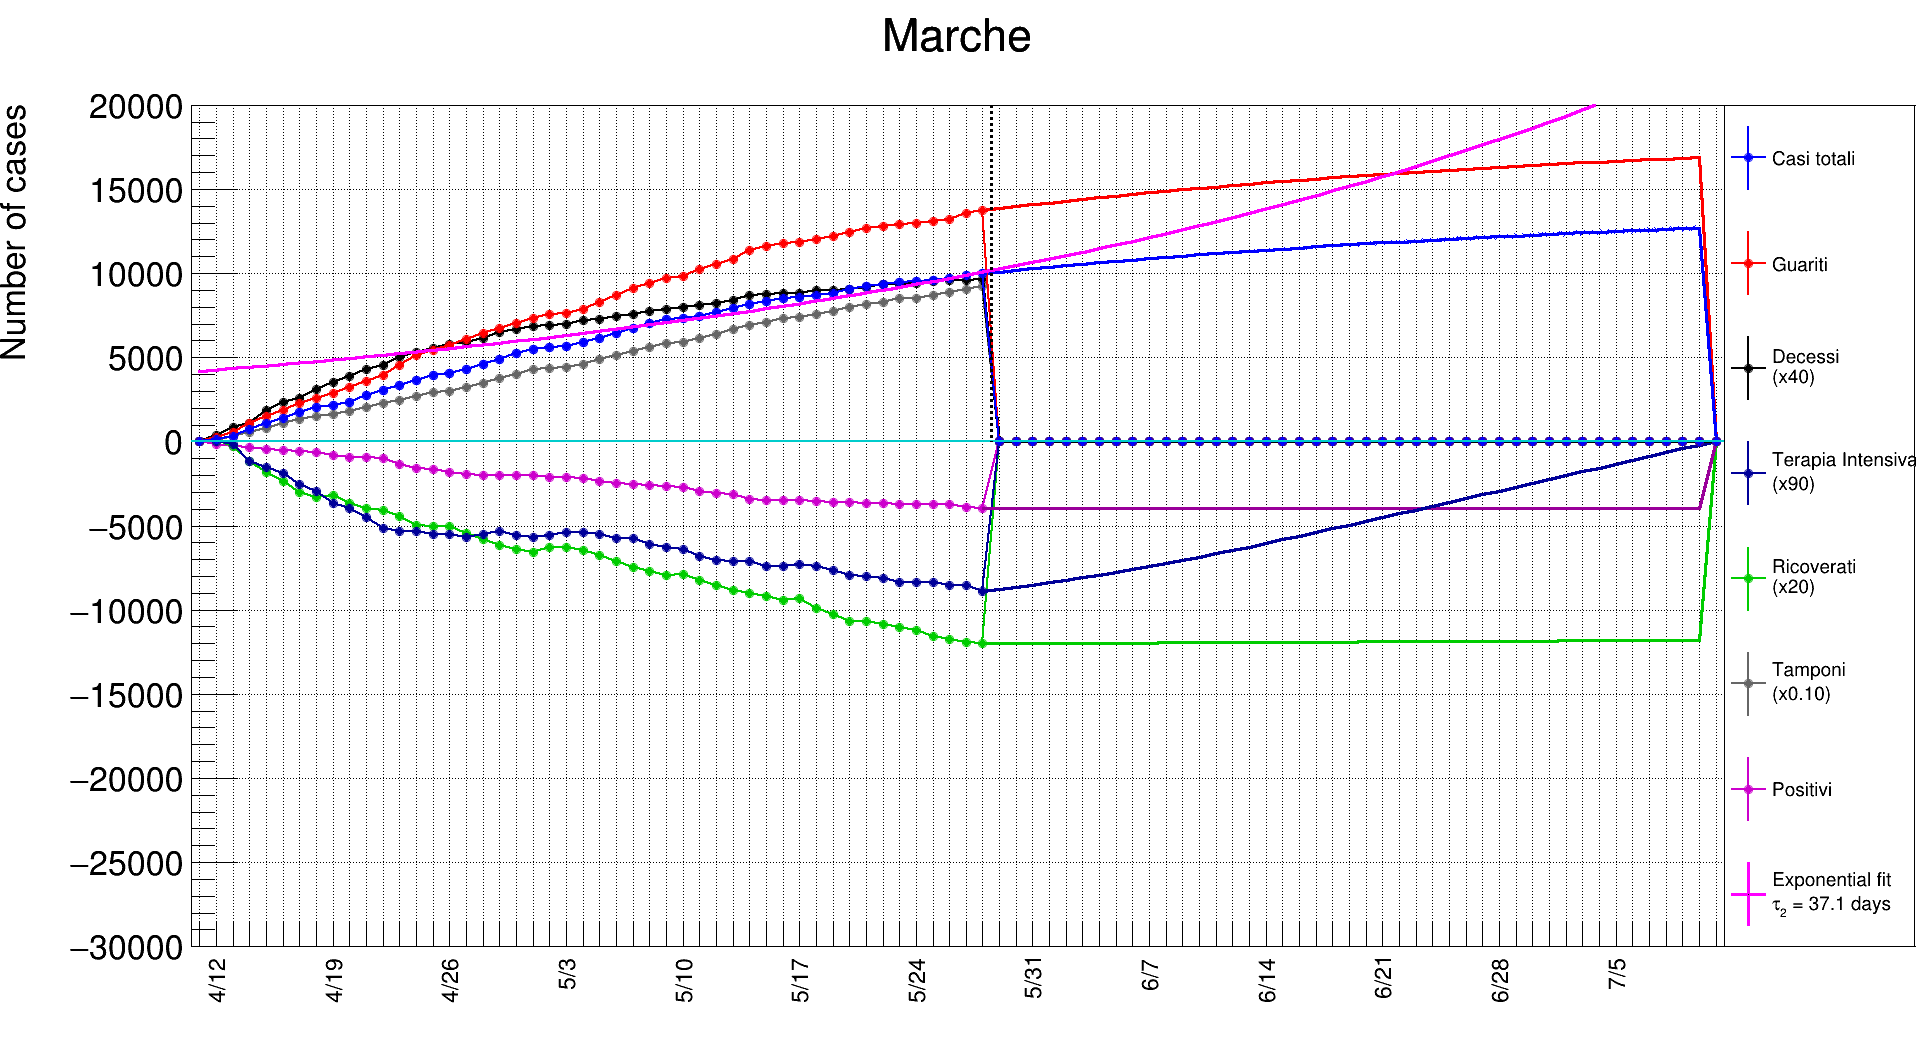 Marche
Number of cases
20000
15000
10000
5000
0
−5000
−10000
−15000
−20000
−25000
−30000
4/12
4/19
4/26
5/3
5/10
5/17
5/24
5/31
6/7
6/14
6/21
6/28
7/5
Casi totali
Guariti
Decessi
(x40)
Terapia Intensiva
(x90)
Ricoverati
(x20)
Tamponi
(x0.10)
Positivi
Exponential fit
τ2 = 37.1 days